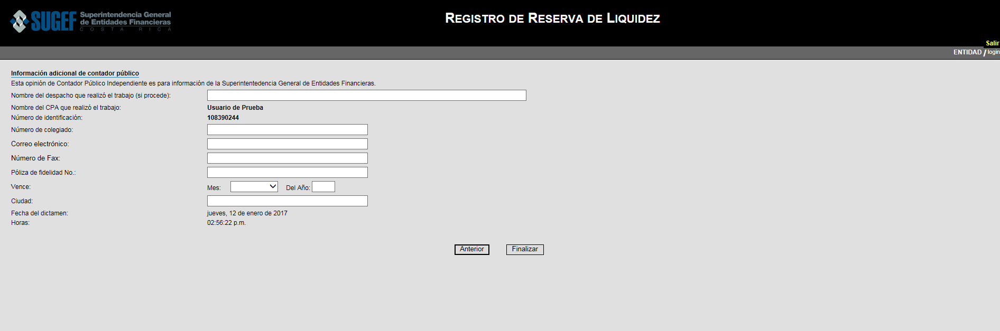 SUGEF Superintendencia General
de Entidades Financieras
COSTA RICA
REGISTRO DE RESERVA DE LIQUIDEZ
Salir
ENTIDAD / login
Información adicional de contador público
Esta opinión de Contador Público Independiente es para información de la Superintentedencia General de Entidades Financieras.
Nombre del despacho que realizó el trabajo (si procede):
Nombre del CPA que realizó el trabajo: Usuario de Prueba
Número de identificación: 108390244
Número de colegiado:
Correo electrónico:
Número de Fax:
Póliza de fidelidad No.:
Vence: Mes: Del Año:
Ciudad:
Fecha del dictamen: jueves, 12 de enero de 2017
Horas: 02:56:22 p.m.
Anterior Finalizar